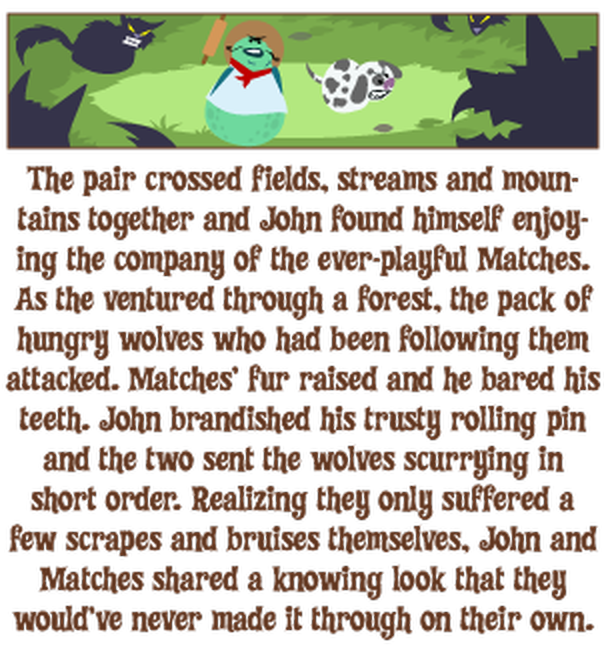 The pair crossed fields, streams and moun-
tains together and John found himself enjoy-
ing the company of the ever-playful Matches.
As the ventured through a forest, the pack of
hungry wolves who had been following them
attacked. Matches' fur raised and he bared his
teeth. John brandished his trusty rolling pin
and the two sent the wolves scurrying in
short order. Realizing they only suffered a
few scrapes and bruises themselves, John and
Matches shared a knowing look that they
would've never made it through on their own.